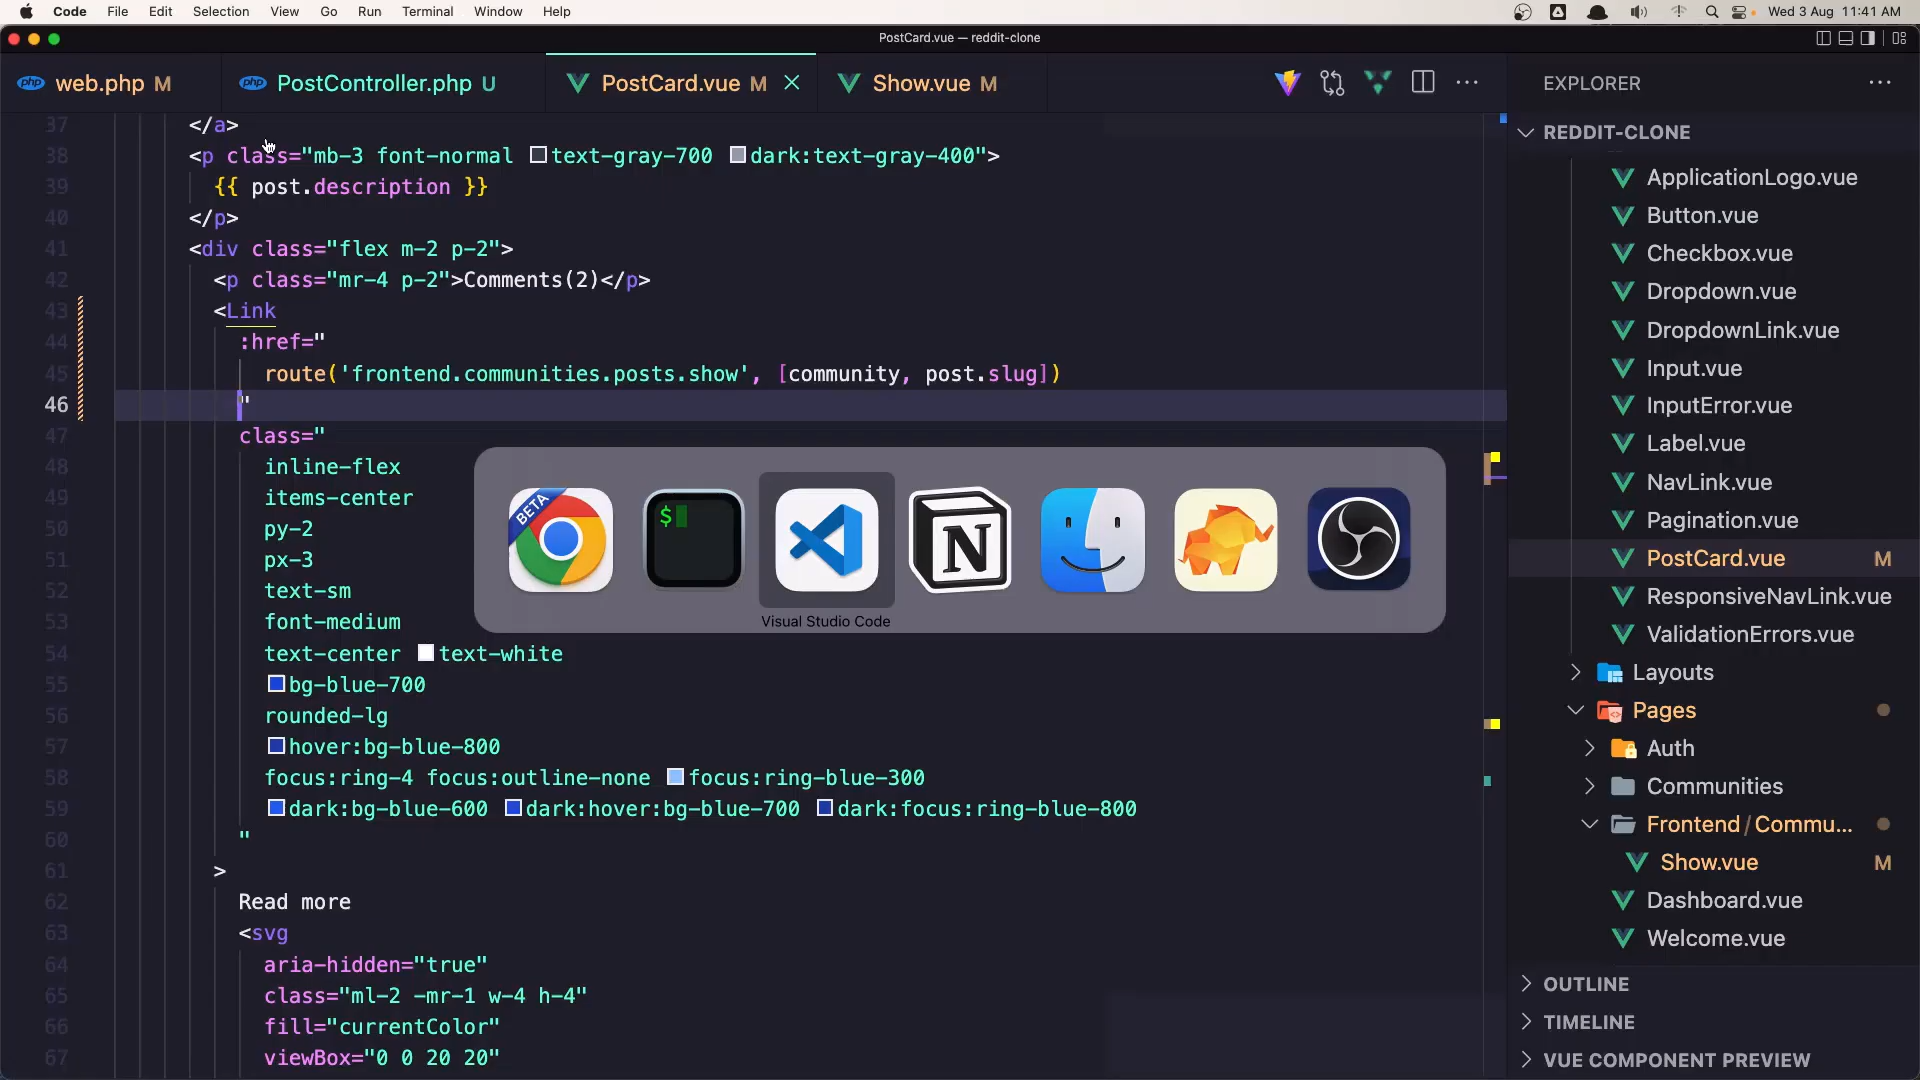 Code File Edit Selection View Go Run Terminal Window Help Wed 3 Aug 11:41 AM
PostCard.vue — reddit-clone
php web.php M php PostController.php U PostCard.vue M Show.vue M
EXPLORER
REDDIT-CLONE
37 </a>
38 <p class="mb-3 font-normal text-gray-700 dark:text-gray-400">
39 {{ post.description }}
40 </p>
41 <div class="flex m-2 p-2">
42 <p class="mr-4 p-2">Comments(2)</p>
43 <Link
44 :href="
45 route('frontend.communities.posts.show', [community, post.slug])
46 "
47 class="
48 inline-flex
49 items-center
50 py-2
51 px-3
52 text-sm
53 font-medium
54 text-center text-white
55 bg-blue-700
56 rounded-lg
57 hover:bg-blue-800
58 focus:ring-4 focus:outline-none focus:ring-blue-300
59 dark:bg-blue-600 dark:hover:bg-blue-700 dark:focus:ring-blue-800
60 "
61 >
62 Read more
63 <svg
64 aria-hidden="true"
65 class="ml-2 -mr-1 w-4 h-4"
66 fill="currentColor"
67 viewBox="0 0 20 20"
BETA
$
N
Visual Studio Code
ApplicationLogo.vue
Button.vue
Checkbox.vue
Dropdown.vue
DropdownLink.vue
Input.vue
InputError.vue
Label.vue
NavLink.vue
Pagination.vue
PostCard.vue M
ResponsiveNavLink.vue
ValidationErrors.vue
Layouts
Pages
Auth
Communities
Frontend/Commu...
Show.vue M
Dashboard.vue
Welcome.vue
OUTLINE
TIMELINE
VUE COMPONENT PREVIEW